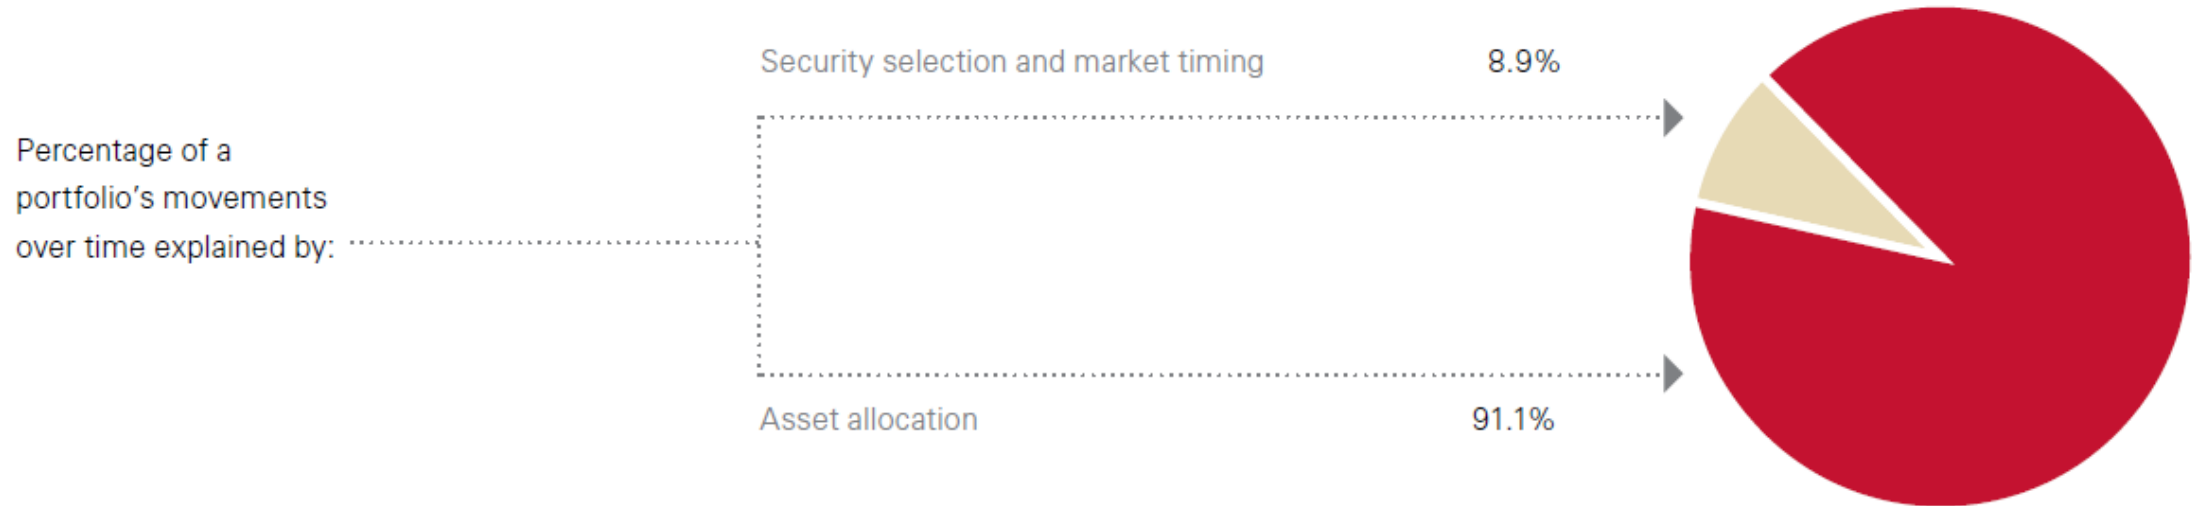 Security selection and market timing 8.9%
Percentage of a
portfolio’s movements
over time explained by:
Asset allocation 91.1%